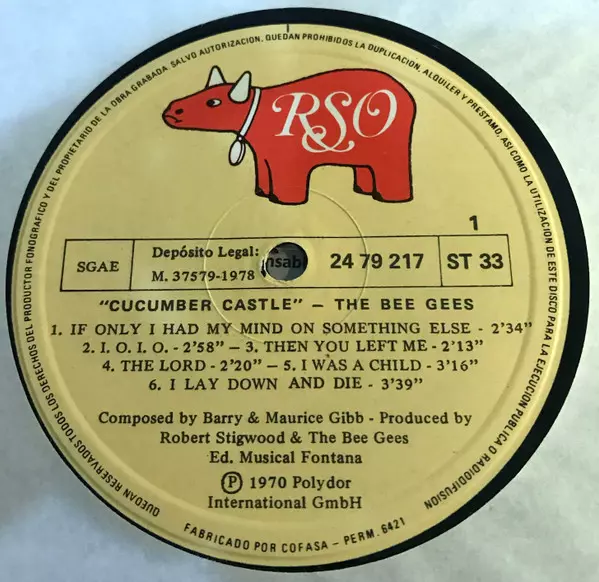 QUEDAN RESERVADOS TODOS LOS DERECHOS DEL PRODUCTOR FONOGRAFICO Y DEL PROPIETARIO DE LA OBRA GRABADA. SALVO AUTORIZACION, QUEDAN PROHIBIDOS LA DUPLICACION, ALQUILER Y PRESTAMO, ASI COMO LA UTILIZACION DE ESTE DISCO PARA LA EJECUCION PUBLICA O RADIODIFUSION
RSO
1
SGAE
Depósito Legal:
M. 37579-1978
24 79 217
ST 33
"CUCUMBER CASTLE" – THE BEE GEES
1. IF ONLY I HAD MY MIND ON SOMETHING ELSE - 2'34"
2. I. O. I. O. - 2'58" - 3. THEN YOU LEFT ME - 2'13"
4. THE LORD - 2'20" - 5. I WAS A CHILD - 3'16"
6. I LAY DOWN AND DIE - 3'39"
Composed by Barry & Maurice Gibb - Produced by
Robert Stigwood & The Bee Gees
Ed. Musical Fontana
Ⓟ 1970 Polydor
International GmbH
FABRICADO POR COFASA - PERM. 6421